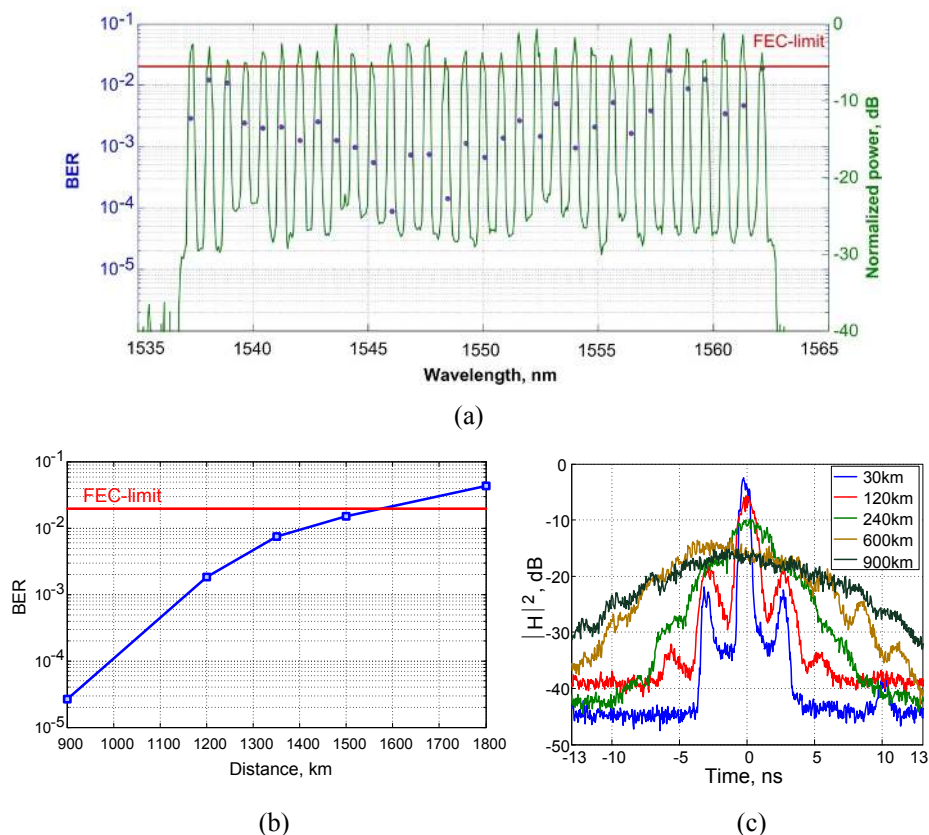 10-1
10-2
10-3
10-4
10-5
BER
FEC-limit
0
-10
-20
-30
-40
Normalized power, dB
1535 1540 1545 1550 1555 1560 1565
Wavelength, nm
(a)
10-1
10-2
10-3
10-4
10-5
BER
FEC-limit
900 1000 1100 1200 1300 1400 1500 1600 1700 1800
Distance, km
(b)
0
-10
-20
-30
-40
-50
|H|2, dB
30km
120km
240km
600km
900km
-13 -10 -5 0 5 10 13
Time, ns
(c)